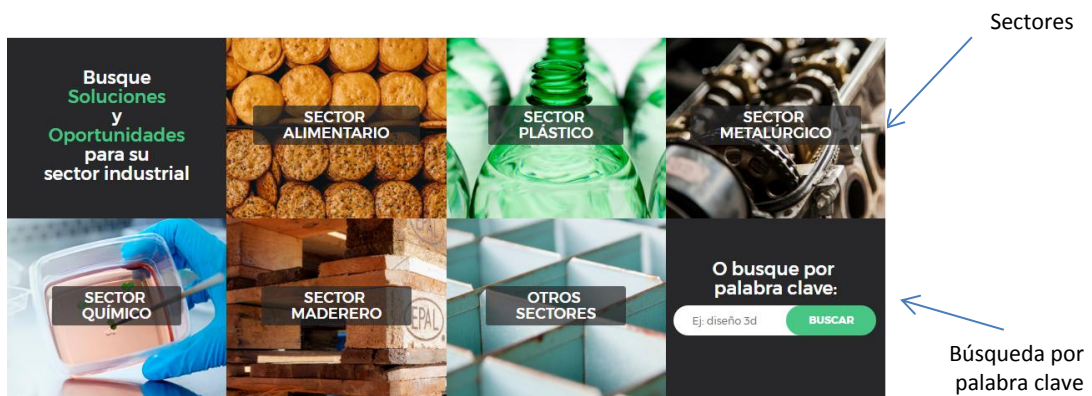 Sectores
Busque
Soluciones
y
Oportunidades
para su
sector industrial
SECTOR
ALIMENTARIO
SECTOR
PLÁSTICO
SECTOR
METALÚRGICO
SECTOR
QUÍMICO
SECTOR
MADERERO
EPAL
OTROS
SECTORES
O busque por
palabra clave:
Ej: diseño 3d
BUSCAR
Búsqueda por
palabra clave